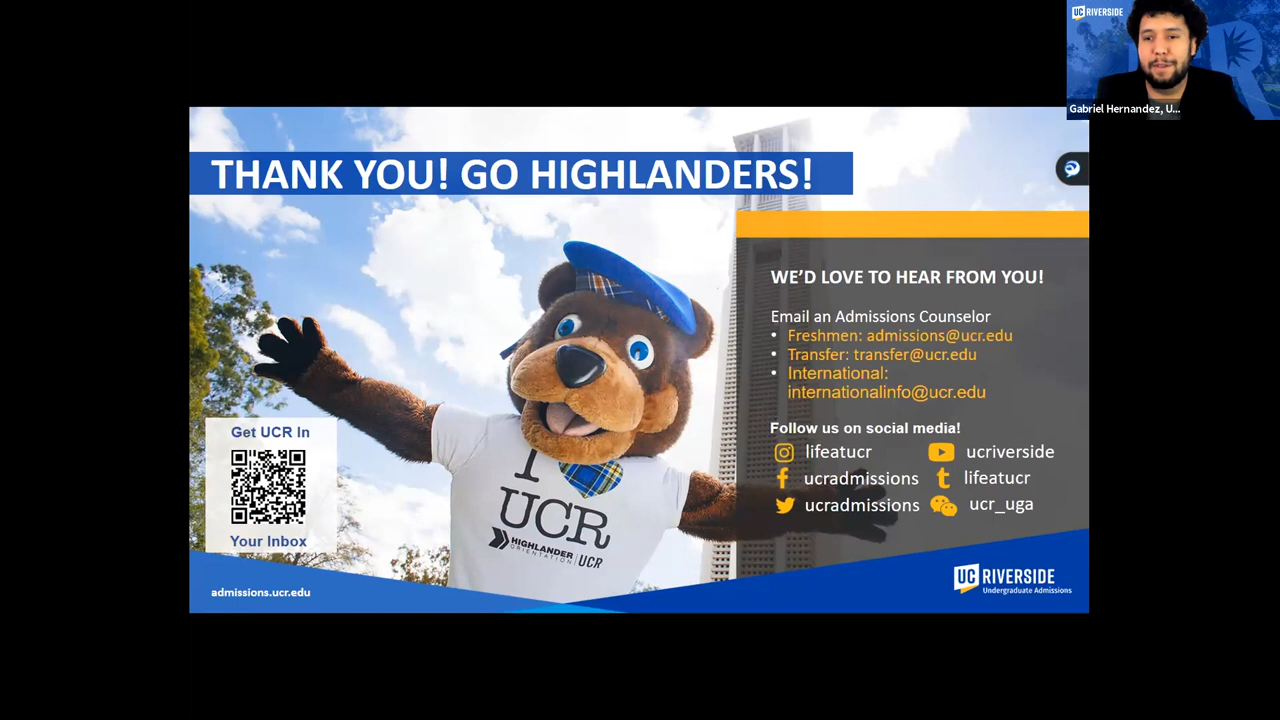 UC RIVERSIDE
Gabriel Hernandez, U...
THANK YOU! GO HIGHLANDERS!
WE'D LOVE TO HEAR FROM YOU!
Email an Admissions Counselor
• Freshmen: admissions@ucr.edu
• Transfer: transfer@ucr.edu
• International:
internationalinfo@ucr.edu
Follow us on social media!
lifeatucr ucriverside
ucradmissions lifeatucr
ucradmissions ucr_uga
Get UCR In
Your Inbox
I
UCR
HIGHLANDER
ORIENTATION UCR
admissions.ucr.edu
UC RIVERSIDE
Undergraduate Admissions